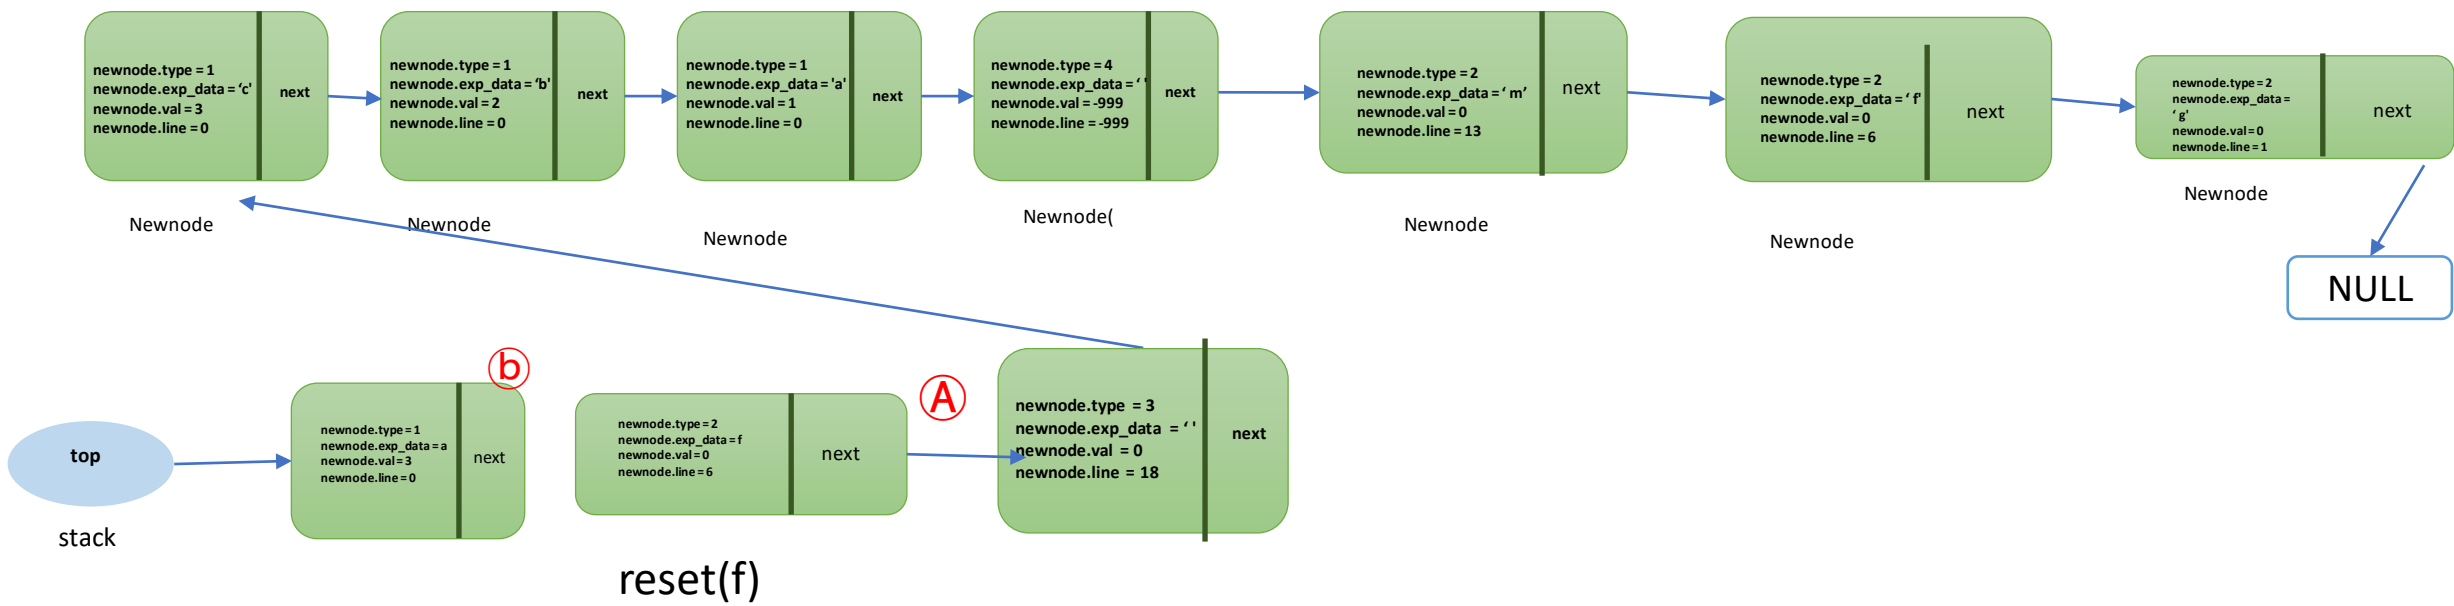 newnode.type = 1
newnode.exp_data = ‘c'
newnode.val = 3
newnode.line = 0
next
newnode.type = 1
newnode.exp_data = ‘b'
newnode.val = 2
newnode.line = 0
next
newnode.type = 1
newnode.exp_data = 'a'
newnode.val = 1
newnode.line = 0
next
newnode.type = 4
newnode.exp_data = ‘ '
newnode.val = -999
newnode.line = -999
next
newnode.type = 2
newnode.exp_data = ‘ m’
newnode.val = 0
newnode.line = 13
next
newnode.type = 2
newnode.exp_data = ‘ f'
newnode.val = 0
newnode.line = 6
next
newnode.type = 2
newnode.exp_data =
‘ g'
newnode.val = 0
newnode.line = 1
next
Newnode
Newnode
Newnode
Newnode(
Newnode
Newnode
Newnode
NULL
top
stack
newnode.type = 1
newnode.exp_data = a
newnode.val = 3
newnode.line = 0
next
ⓑ
newnode.type = 2
newnode.exp_data = f
newnode.val = 0
newnode.line = 6
next
Ⓐ
newnode.type = 3
newnode.exp_data = ‘ '
newnode.val = 0
newnode.line = 18
next
reset(f)